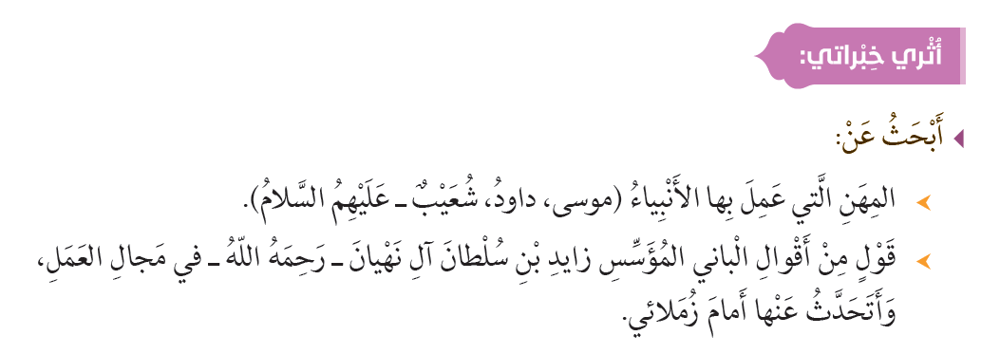 أُثْري خِبْراتي:
أَبْحَثُ عَنْ:
المِهَنِ الَّتي عَمِلَ بِها الأَنْبِياءُ (موسى، داودُ، شُعَيْبٌ ـ عَلَيْهِمُ السَّلامُ).
قَوْلٍ مِنْ أَقْوالِ الْباني المُؤَسِّسِ زايدِ بْنِ سُلْطانَ آلِ نَهْيانَ ـ رَحِمَهُ اللّهُ ـ في مَجالِ العَمَلِ،
وَأَتَحَدَّثُ عَنْها أَمامَ زُمَلائي.